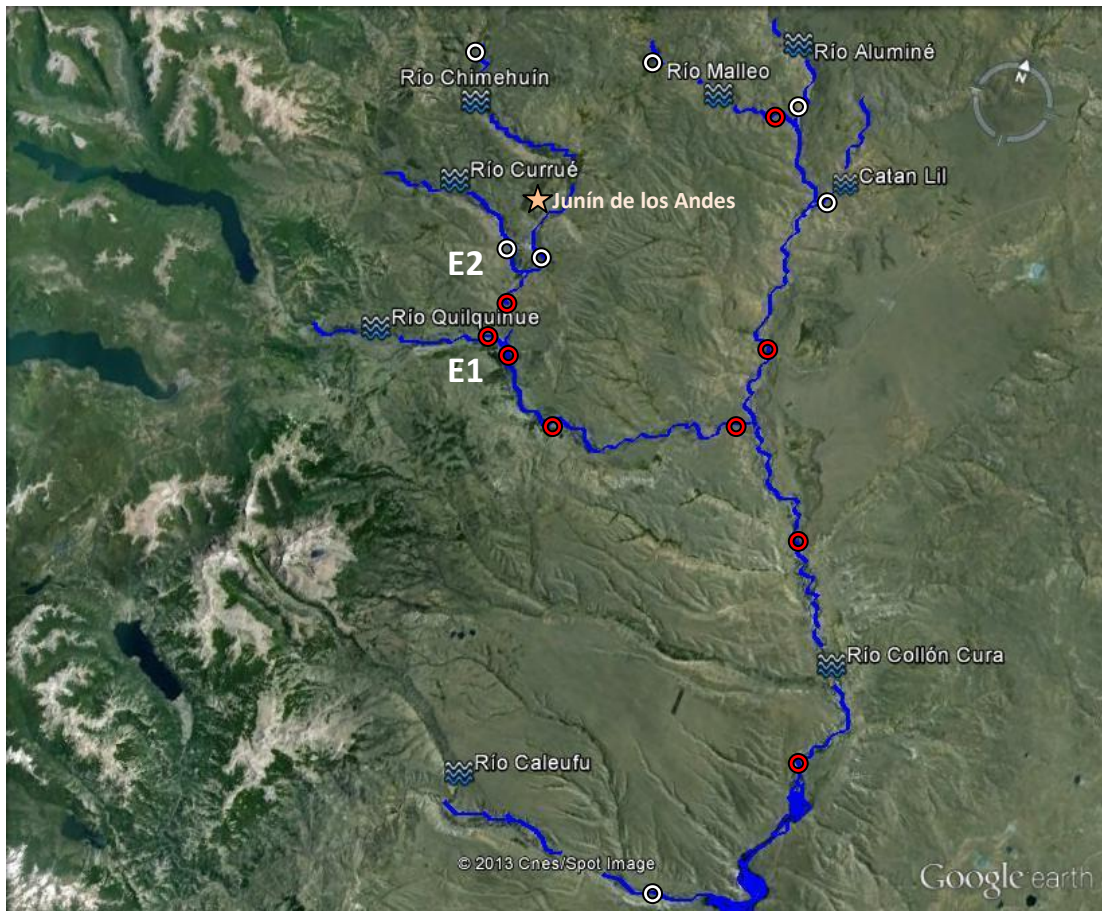 Río Aluminé
Río Chimehuín
Río Malleo
Río Currué
Catan Lil
Junín de los Andes
E2
Río Quilquinue
E1
Río Collón Cura
Río Caleufu
© 2013 Cnes/Spot Image
Google earth
N